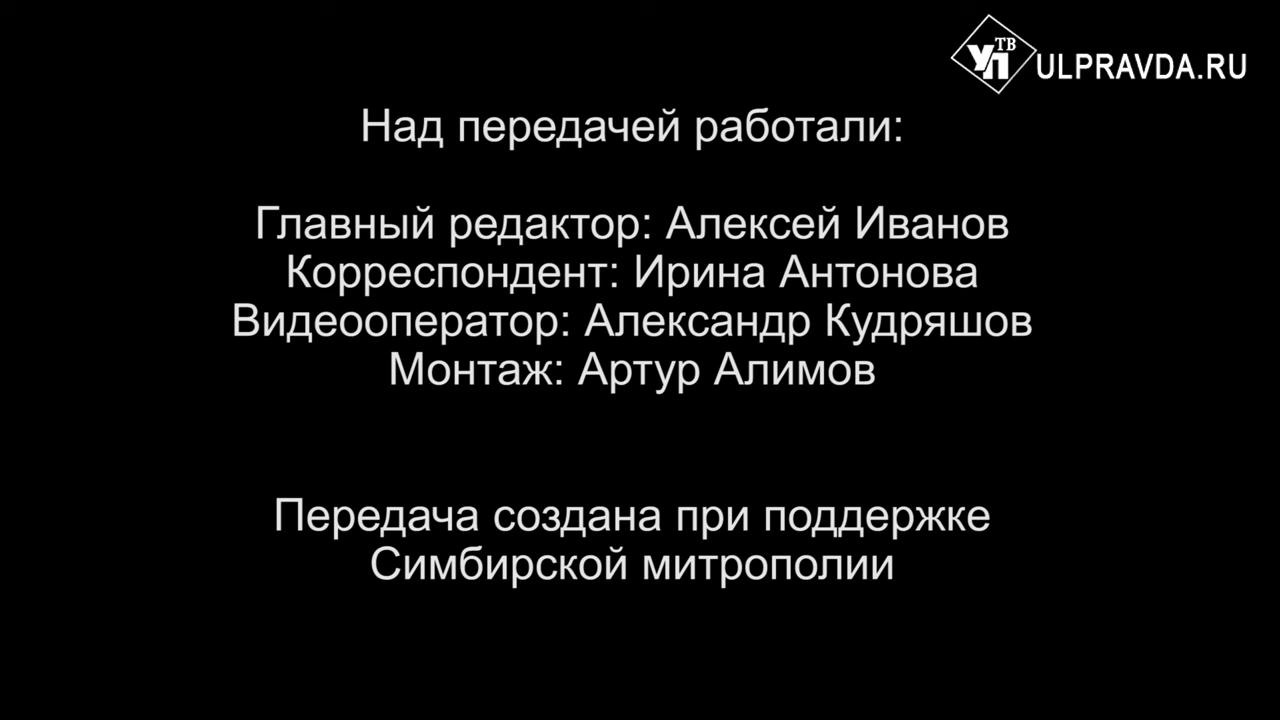 УП ТВ ULPRAVDA.RU
Над передачей работали:
Главный редактор: Алексей Иванов
Корреспондент: Ирина Антонова
Видеооператор: Александр Кудряшов
Монтаж: Артур Алимов
Передача создана при поддержке
Симбирской митрополии